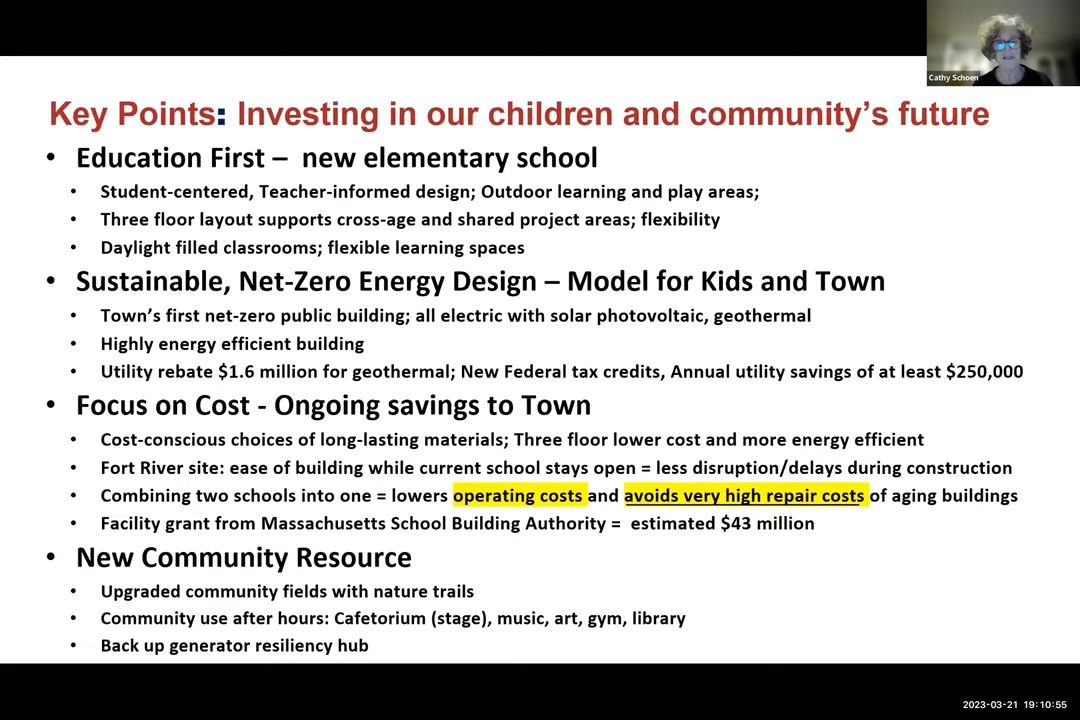 Cathy Schoen
Key Points: Investing in our children and community's future
• Education First – new elementary school
• Student-centered, Teacher-informed design; Outdoor learning and play areas;
• Three floor layout supports cross-age and shared project areas; flexibility
• Daylight filled classrooms; flexible learning spaces
• Sustainable, Net-Zero Energy Design – Model for Kids and Town
• Town's first net-zero public building; all electric with solar photovoltaic, geothermal
• Highly energy efficient building
• Utility rebate $1.6 million for geothermal; New Federal tax credits, Annual utility savings of at least $250,000
• Focus on Cost - Ongoing savings to Town
• Cost-conscious choices of long-lasting materials; Three floor lower cost and more energy efficient
• Fort River site: ease of building while current school stays open = less disruption/delays during construction
• Combining two schools into one = lowers operating costs and avoids very high repair costs of aging buildings
• Facility grant from Massachusetts School Building Authority = estimated $43 million
• New Community Resource
• Upgraded community fields with nature trails
• Community use after hours: Cafetorium (stage), music, art, gym, library
• Back up generator resiliency hub
2023-03-21 19:10:55